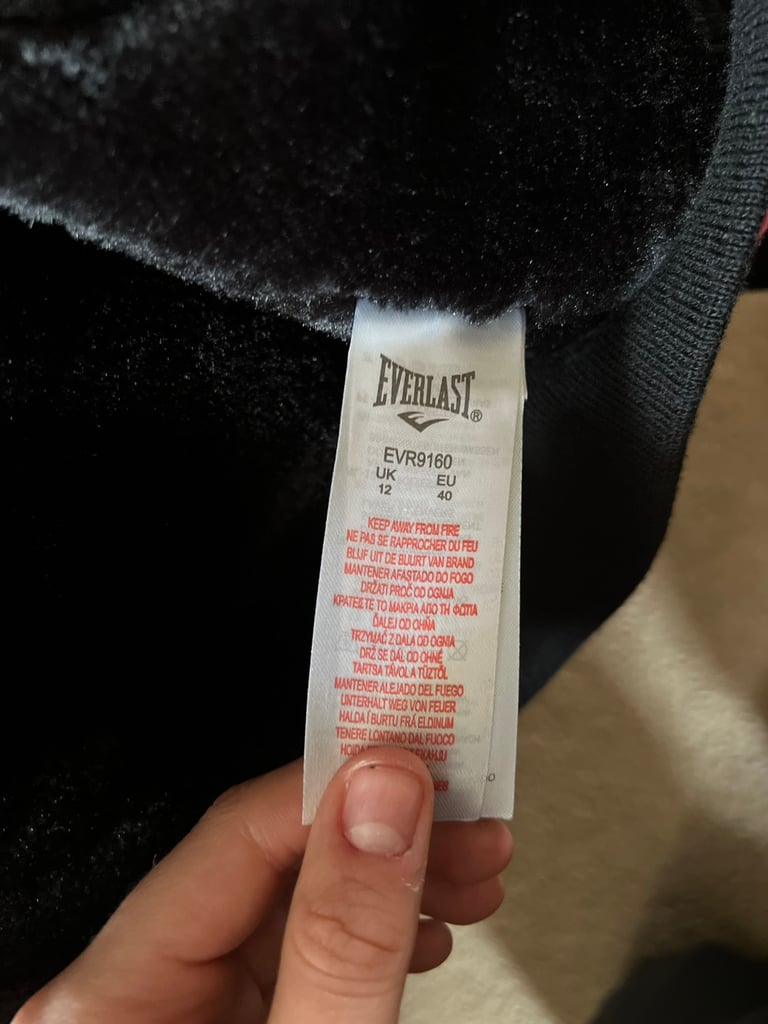 EVERLAST®
EVR9160
UK EU
12 40
KEEP AWAY FROM FIRE
NE PAS SE RAPPROCHER DU FEU
BLIJF UIT DE BUURT VAN BRAND
MANTENER AFASTADO DO FOGO
DRŽATI PROČ OD OGNJA
ΚΡΑΤΕΙΣΤΕ ΤΟ ΜΑΚΡΙΑ ΑΠΟ ΤΗ ΦΩΤΙΑ
ĎALEJ OD OHŇA
TRZYMAĆ Z DALA OD OGNIA
DRŽ SE DÁL OD OHNĚ
TARTSA TÁVOL A TŰZTŐL
MANTENER ALEJADO DEL FUEGO
UNTERHALT WEG VON FEUER
HALDA Í BURTU FRÁ ELDINUM
TENERE LONTANO DAL FUOCO